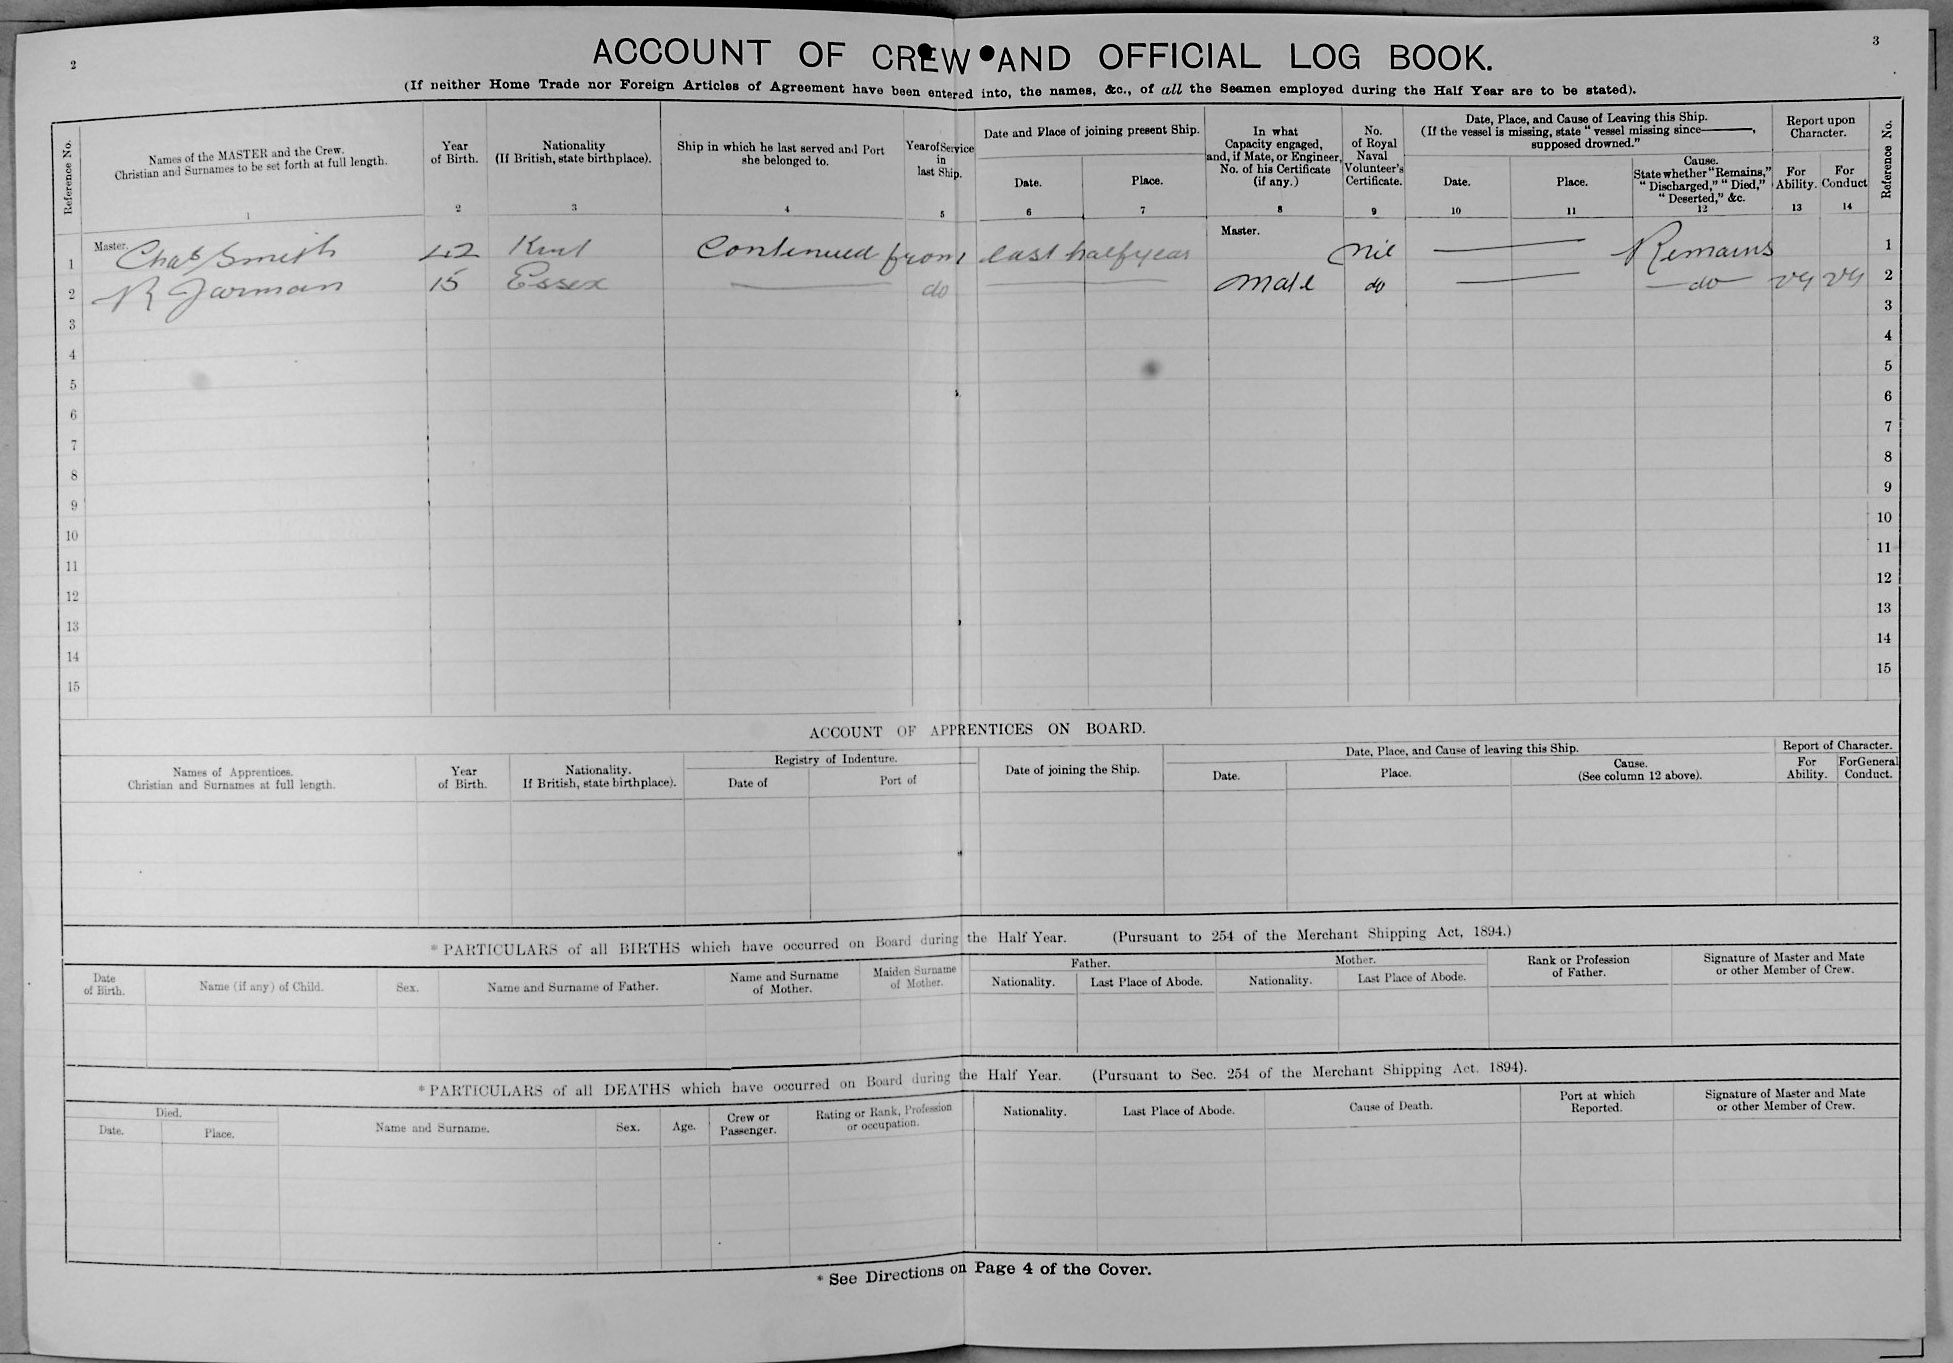 2
3
ACCOUNT OF CREW AND OFFICIAL LOG BOOK.
(If neither Home Trade nor Foreign Articles of Agreement have been entered into, the names, &c., of all the Seamen employed during the Half Year are to be stated).
Reference No.
Names of the MASTER and the Crew.
Christian and Surnames to be set forth at full length.
1
Year
of Birth.
2
Nationality
(If British, state birthplace).
3
Ship in which he last served and Port
she belonged to.
4
Year of Service
in
last Ship.
5
Date and Place of joining present Ship.
Date.
6
Place.
7
In what
Capacity engaged,
and, if Mate, or Engineer,
No. of his Certificate
(if any.)
8
No.
of Royal
Naval
Volunteer's
Certificate.
9
Date, Place, and Cause of Leaving this Ship.
(If the vessel is missing, state "vessel missing since———,
supposed drowned."
Date.
10
Place.
11
Cause.
State whether "Remains,"
"Discharged," "Died,"
"Deserted," &c.
12
Report upon
Character.
For
Ability.
13
For
Conduct
14
Reference No.
1 Master. Chas Smith 42 Kent Continued from last half year Master. Nil Remains 1
2 R Jarman 15 Essex do Mate do do VG VG 2
3 3
4 4
5 5
6 6
7 7
8 8
9 9
10 10
11 11
12 12
13 13
14 14
15 15
ACCOUNT OF APPRENTICES ON BOARD.
Names of Apprentices.
Christian and Surnames at full length.
Year
of Birth.
Nationality.
If British, state birthplace).
Registry of Indenture.
Date of
Port of
Date of joining the Ship.
Date, Place, and Cause of leaving this Ship.
Date.
Place.
Cause.
(See column 12 above).
Report of Character.
For
Ability.
For General
Conduct.
*PARTICULARS of all BIRTHS which have occurred on Board during the Half Year. (Pursuant to 254 of the Merchant Shipping Act, 1894.)
Date
of Birth.
Name (if any) of Child.
Sex.
Name and Surname of Father.
Name and Surname
of Mother.
Maiden Surname
of Mother.
Father.
Nationality.
Last Place of Abode.
Mother.
Nationality.
Last Place of Abode.
Rank or Profession
of Father.
Signature of Master and Mate
or other Member of Crew.
*PARTICULARS of all DEATHS which have occurred on Board during the Half Year. (Pursuant to Sec. 254 of the Merchant Shipping Act. 1894).
Died.
Date.
Place.
Name and Surname.
Sex.
Age.
Crew or
Passenger.
Rating or Rank, Profession
or occupation.
Nationality.
Last Place of Abode.
Cause of Death.
Port at which
Reported.
Signature of Master and Mate
or other Member of Crew.
* See Directions on Page 4 of the Cover.